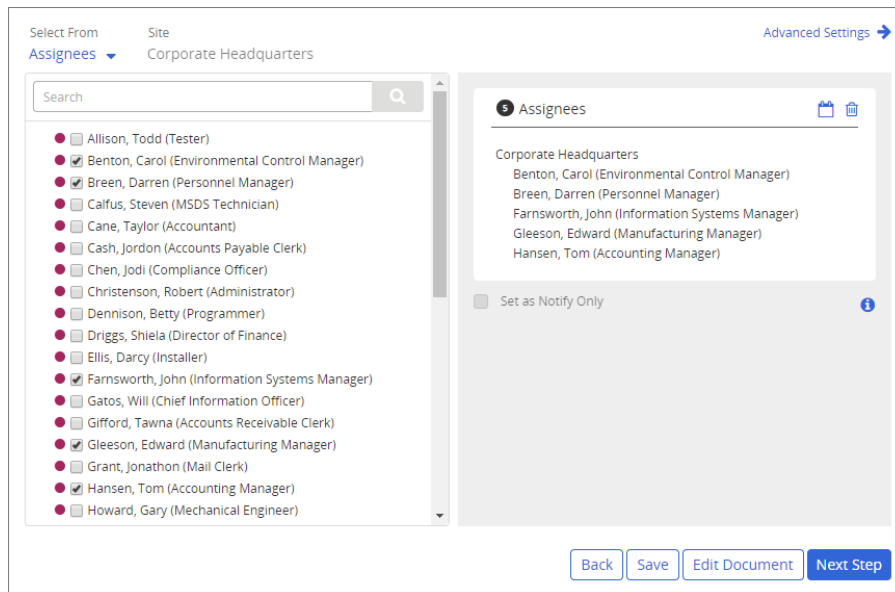 Select From Site Advanced Settings
Assignees Corporate Headquarters
Search
Allison, Todd (Tester)
Benton, Carol (Environmental Control Manager)
Breen, Darren (Personnel Manager)
Calfus, Steven (MSDS Technician)
Cane, Taylor (Accountant)
Cash, Jordon (Accounts Payable Clerk)
Chen, Jodi (Compliance Officer)
Christenson, Robert (Administrator)
Dennison, Betty (Programmer)
Driggs, Shiela (Director of Finance)
Ellis, Darcy (Installer)
Farnsworth, John (Information Systems Manager)
Gatos, Will (Chief Information Officer)
Gifford, Tawna (Accounts Receivable Clerk)
Gleeson, Edward (Manufacturing Manager)
Grant, Jonathon (Mail Clerk)
Hansen, Tom (Accounting Manager)
Howard, Gary (Mechanical Engineer)
5 Assignees
Corporate Headquarters
Benton, Carol (Environmental Control Manager)
Breen, Darren (Personnel Manager)
Farnsworth, John (Information Systems Manager)
Gleeson, Edward (Manufacturing Manager)
Hansen, Tom (Accounting Manager)
Set as Notify Only
Back Save Edit Document Next Step